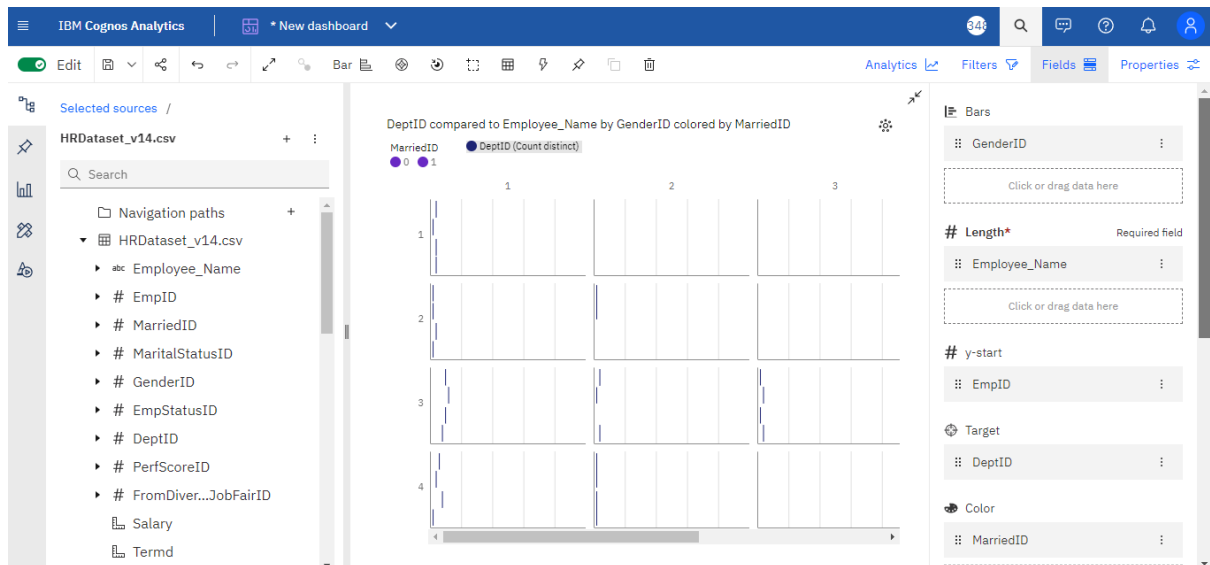 IBM Cognos Analytics
* New dashboard
348
Edit
Bar
Analytics
Filters
Fields
Properties
Selected sources /
HRDataset_v14.csv
Search
Navigation paths
HRDataset_v14.csv
abc Employee_Name
# EmpID
# MarriedID
# MaritalStatusID
# GenderID
# EmpStatusID
# DeptID
# PerfScoreID
# FromDiver...JobFairID
Salary
Termd
DeptID compared to Employee_Name by GenderID colored by MarriedID
MarriedID
DeptID (Count distinct)
0 1
1 2 3
1
2
3
4
Bars
GenderID
Click or drag data here
# Length* Required field
Employee_Name
Click or drag data here
# y-start
EmpID
Target
DeptID
Color
MarriedID